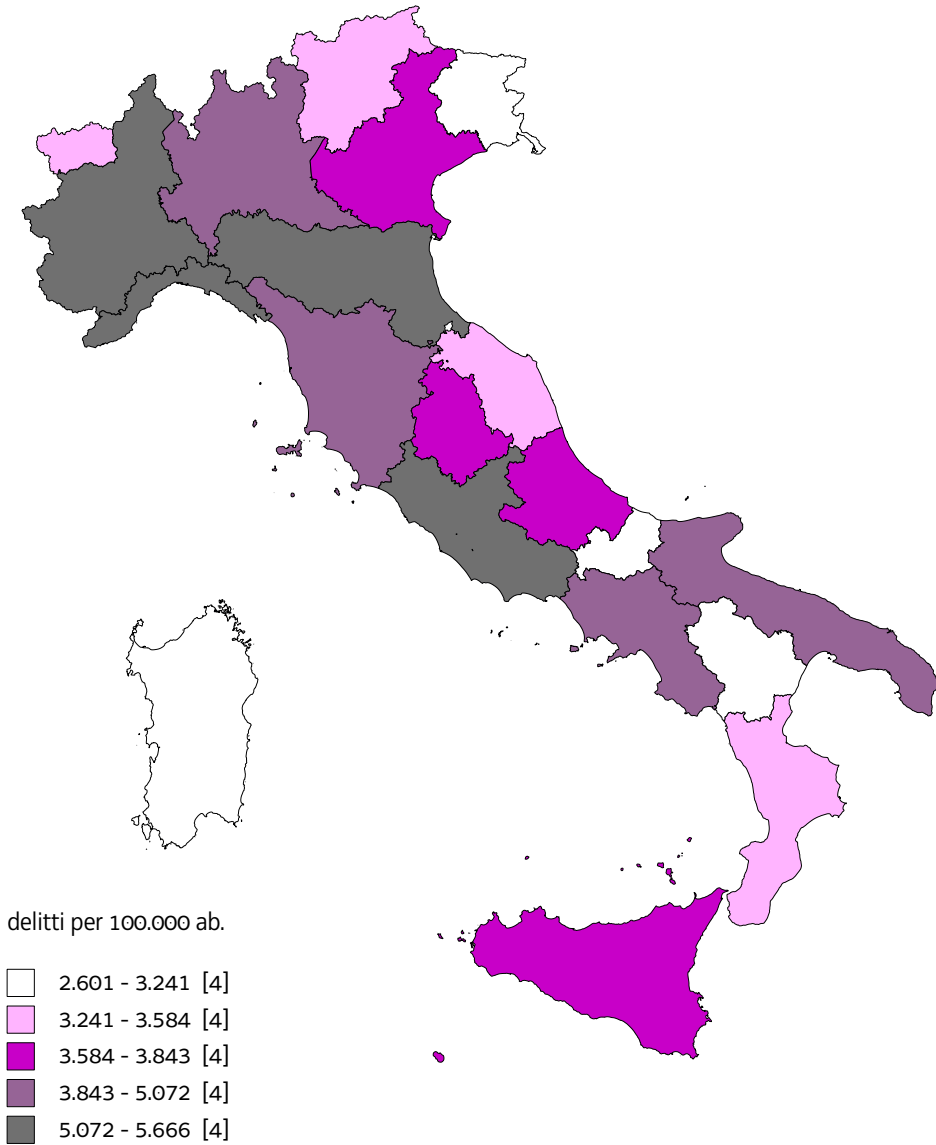 delitti per 100.000 ab.
2.601 - 3.241 [4]
3.241 - 3.584 [4]
3.584 - 3.843 [4]
3.843 - 5.072 [4]
5.072 - 5.666 [4]